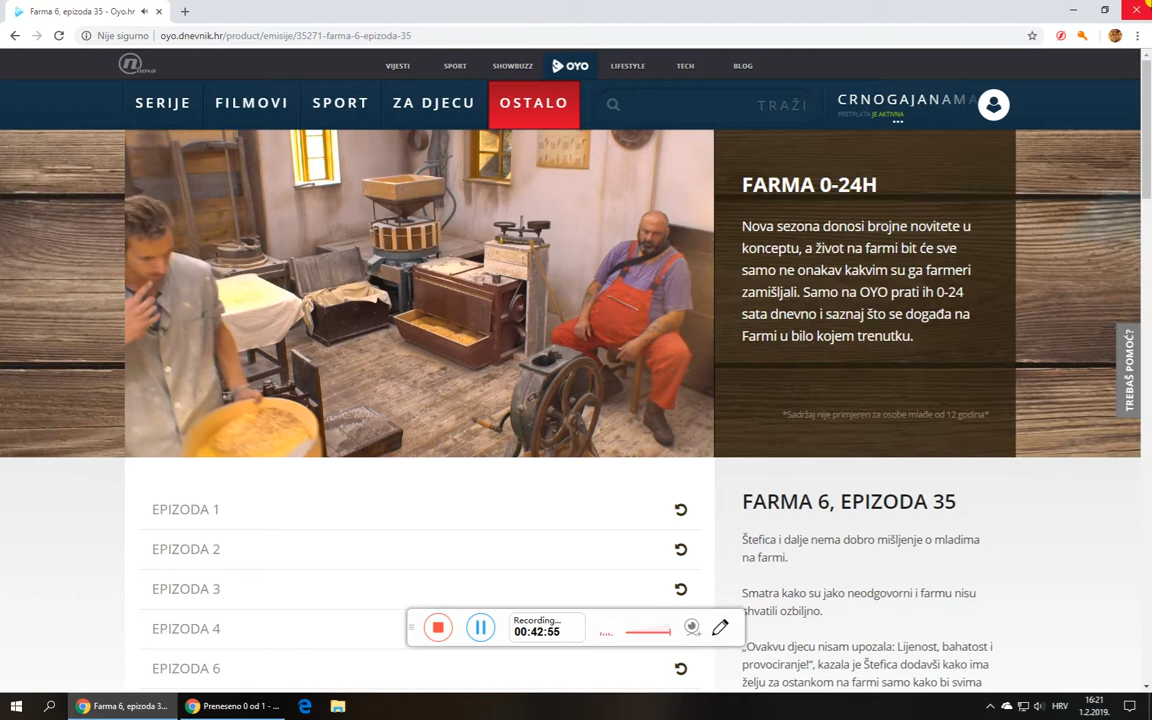 Farma 6, epizoda 35 - Oyo.hr
Nije sigurno | oyo.dnevnik.hr/product/emisije/35271-farma-6-epizoda-35
nova
VIJESTI SPORT SHOWBUZZ OYO LIFESTYLE TECH BLOG
SERIJE FILMOVI SPORT ZA DJECU OSTALO TRAŽI CRNOGAJANAMA
PRETPLATA JE AKTIVNA
FARMA 0-24H
Nova sezona donosi brojne novitete u
konceptu, a život na farmi bit će sve
samo ne onakav kakvim su ga farmeri
zamišljali. Samo na OYO prati ih 0-24
sata dnevno i saznaj što se događa na
Farmi u bilo kojem trenutku.
*Sadržaj nije primjeren za osobe mlađe od 12 godina*
TREBAŠ POMOĆ?
EPIZODA 1
EPIZODA 2
EPIZODA 3
EPIZODA 4
EPIZODA 6
FARMA 6, EPIZODA 35
Štefica i dalje nema dobro mišljenje o mladima
na farmi.
Smatra kako su jako neodgovorni i farmu nisu
shvatili ozbiljno.
„Ovakvu djecu nisam upozala: Lijenost, bahatost i
provociranje!“, kazala je Štefica dodavši kako ima
želju za ostankom na farmi samo kako bi svima
Recording...
00:42:55
Farma 6, epizoda 3...
Preneseno 0 od 1 - ...
HRV
16:21
1.2.2019.